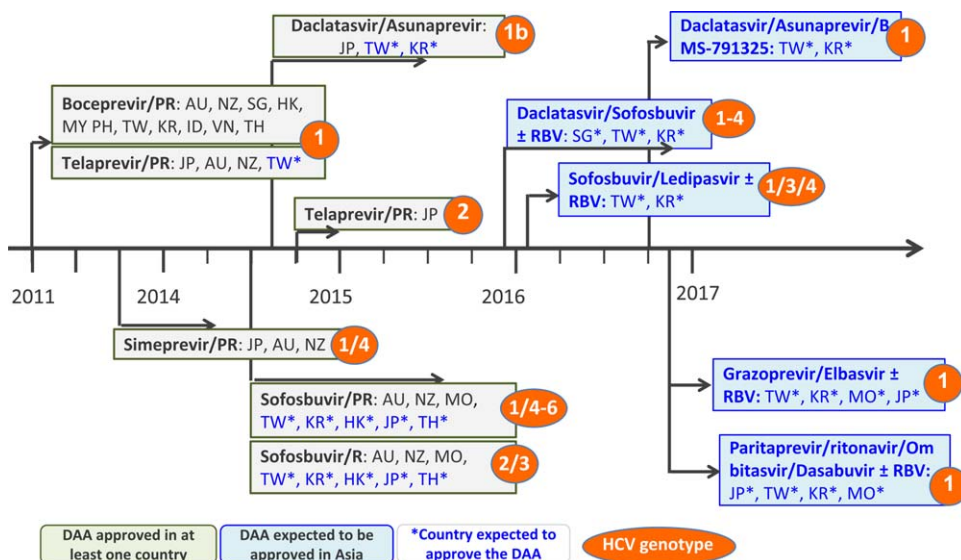 Daclatasvir/Asunaprevir:
JP, TW*, KR*
1b
Daclatasvir/Asunaprevir/B
MS-791325: TW*, KR*
1
Boceprevir/PR: AU, NZ, SG, HK,
MY PH, TW, KR, ID, VN, TH
Telaprevir/PR: JP, AU, NZ, TW*
1
Daclatasvir/Sofosbuvir
± RBV: SG*, TW*, KR*
1-4
Sofosbuvir/Ledipasvir ±
RBV: TW*, KR*
1/3/4
Telaprevir/PR: JP
2
2011
2014
2015
2016
2017
Simeprevir/PR: JP, AU, NZ
1/4
Sofosbuvir/PR: AU, NZ, MO,
TW*, KR*, HK*, JP*, TH*
1/4-6
Sofosbuvir/R: AU, NZ, MO,
TW*, KR*, HK*, JP*, TH*
2/3
Grazoprevir/Elbasvir ±
RBV: TW*, KR*, MO*, JP*
1
Paritaprevir/ritonavir/Om
bitasvir/Dasabuvir ± RBV:
JP*, TW*, KR*, MO*
1
DAA approved in at
least one country
DAA expected to be
approved in Asia
*Country expected to
approve the DAA
HCV genotype